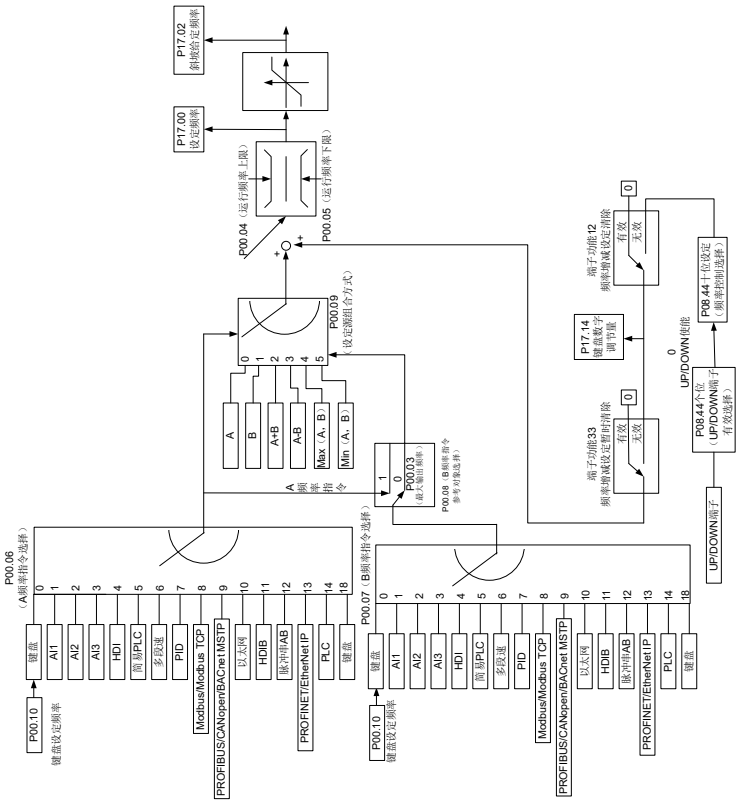 P00.06
(A频率指令选择)
P00.10
键盘设定频率
键盘
AI1
AI2
AI3
HDI
简易PLC
多段速
PID
Modbus/Modbus TCP
PROFIBUS/CANopen/BACnet MSTP
以太网
HDIB
脉冲串AB
PROFINET/EtherNet IP
PLC
键盘
0
1
2
3
4
5
6
7
8
9
10
11
12
13
14
18
P00.07（B频率指令选择）
P00.10
键盘设定频率
键盘
AI1
AI2
AI3
HDI
简易PLC
多段速
PID
Modbus/Modbus TCP
PROFIBUS/CANopen/BACnet MSTP
以太网
HDIB
脉冲串AB
PROFINET/EtherNet IP
PLC
键盘
0
1
2
3
4
5
6
7
8
9
10
11
12
13
14
18
A
频
率
指
令
1
0
P00.03
(最大输出频率)
P00.08（B频率指令
参考对象选择）
A
B
A+B
A-B
Max（A，B）
Min（A，B）
0
1
2
3
4
5
P00.09
（设定源组合方式）
+
+
P00.04（运行频率上限）
P00.05（运行频率下限）
P17.00
设定频率
P17.02
斜坡给定频率
UP/DOWN端子
P08.44个位
（UP/DOWN端子
有效选择）
0
UP/DOWN使能
P08.44十位设定
(频率控制选择)
端子功能33
频率增减设定暂时清除
有效
无效
0
P17.14
键盘数字
调节量
端子功能12
频率增减设定清除
有效
无效
0